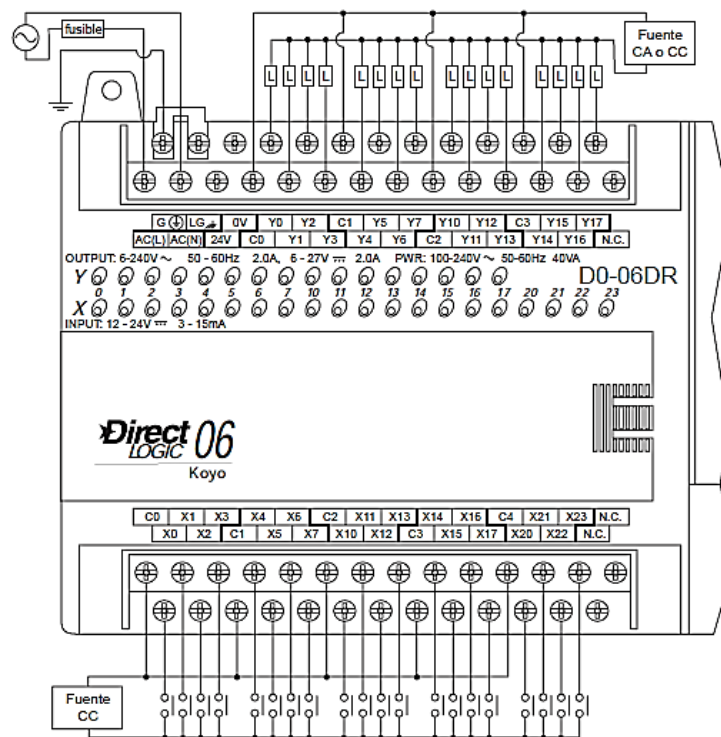 fusible
Fuente
CA o CC
L L L L L L L L L L L L L L L L
G LG 0V Y0 Y2 C1 Y5 Y7 Y10 Y12 C3 Y15 Y17
AC(L) AC(N) 24V C0 Y1 Y3 Y4 Y6 C2 Y11 Y13 Y14 Y16 N.C.
OUTPUT: 6-240V ~ 50 - 60Hz 2.0A, 6 - 27V ⎓ 2.0A PWR: 100-240V ~ 50-60Hz 40VA
Y D0-06DR
0 1 2 3 4 5 6 7 10 11 12 13 14 15 16 17 20 21 22 23
X
INPUT: 12 - 24V ⎓ 3 - 15mA
Direct 06
LOGIC
Koyo
C0 X1 X3 X4 X6 C2 X11 X13 X14 X16 C4 X21 X23 N.C.
X0 X2 C1 X5 X7 X10 X12 C3 X15 X17 X20 X22 N.C.
Fuente
CC